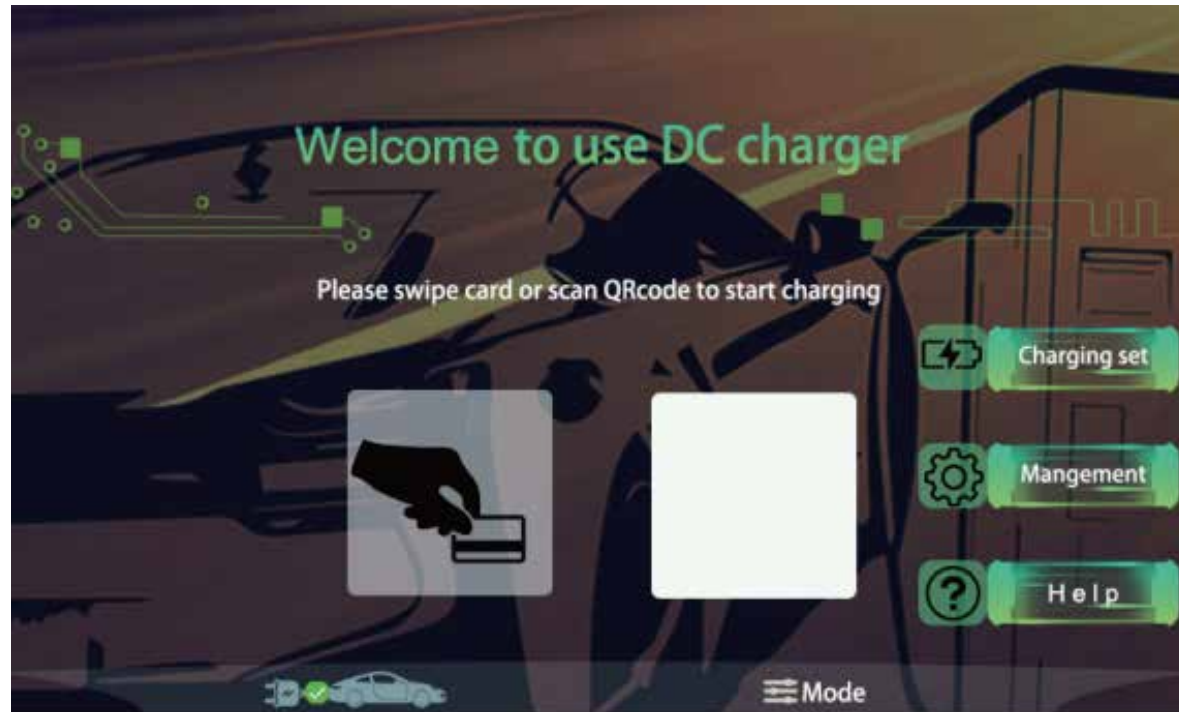 Welcome to use DC charger
Please swipe card or scan QRcode to start charging
Charging set
Mangement
Help
Mode